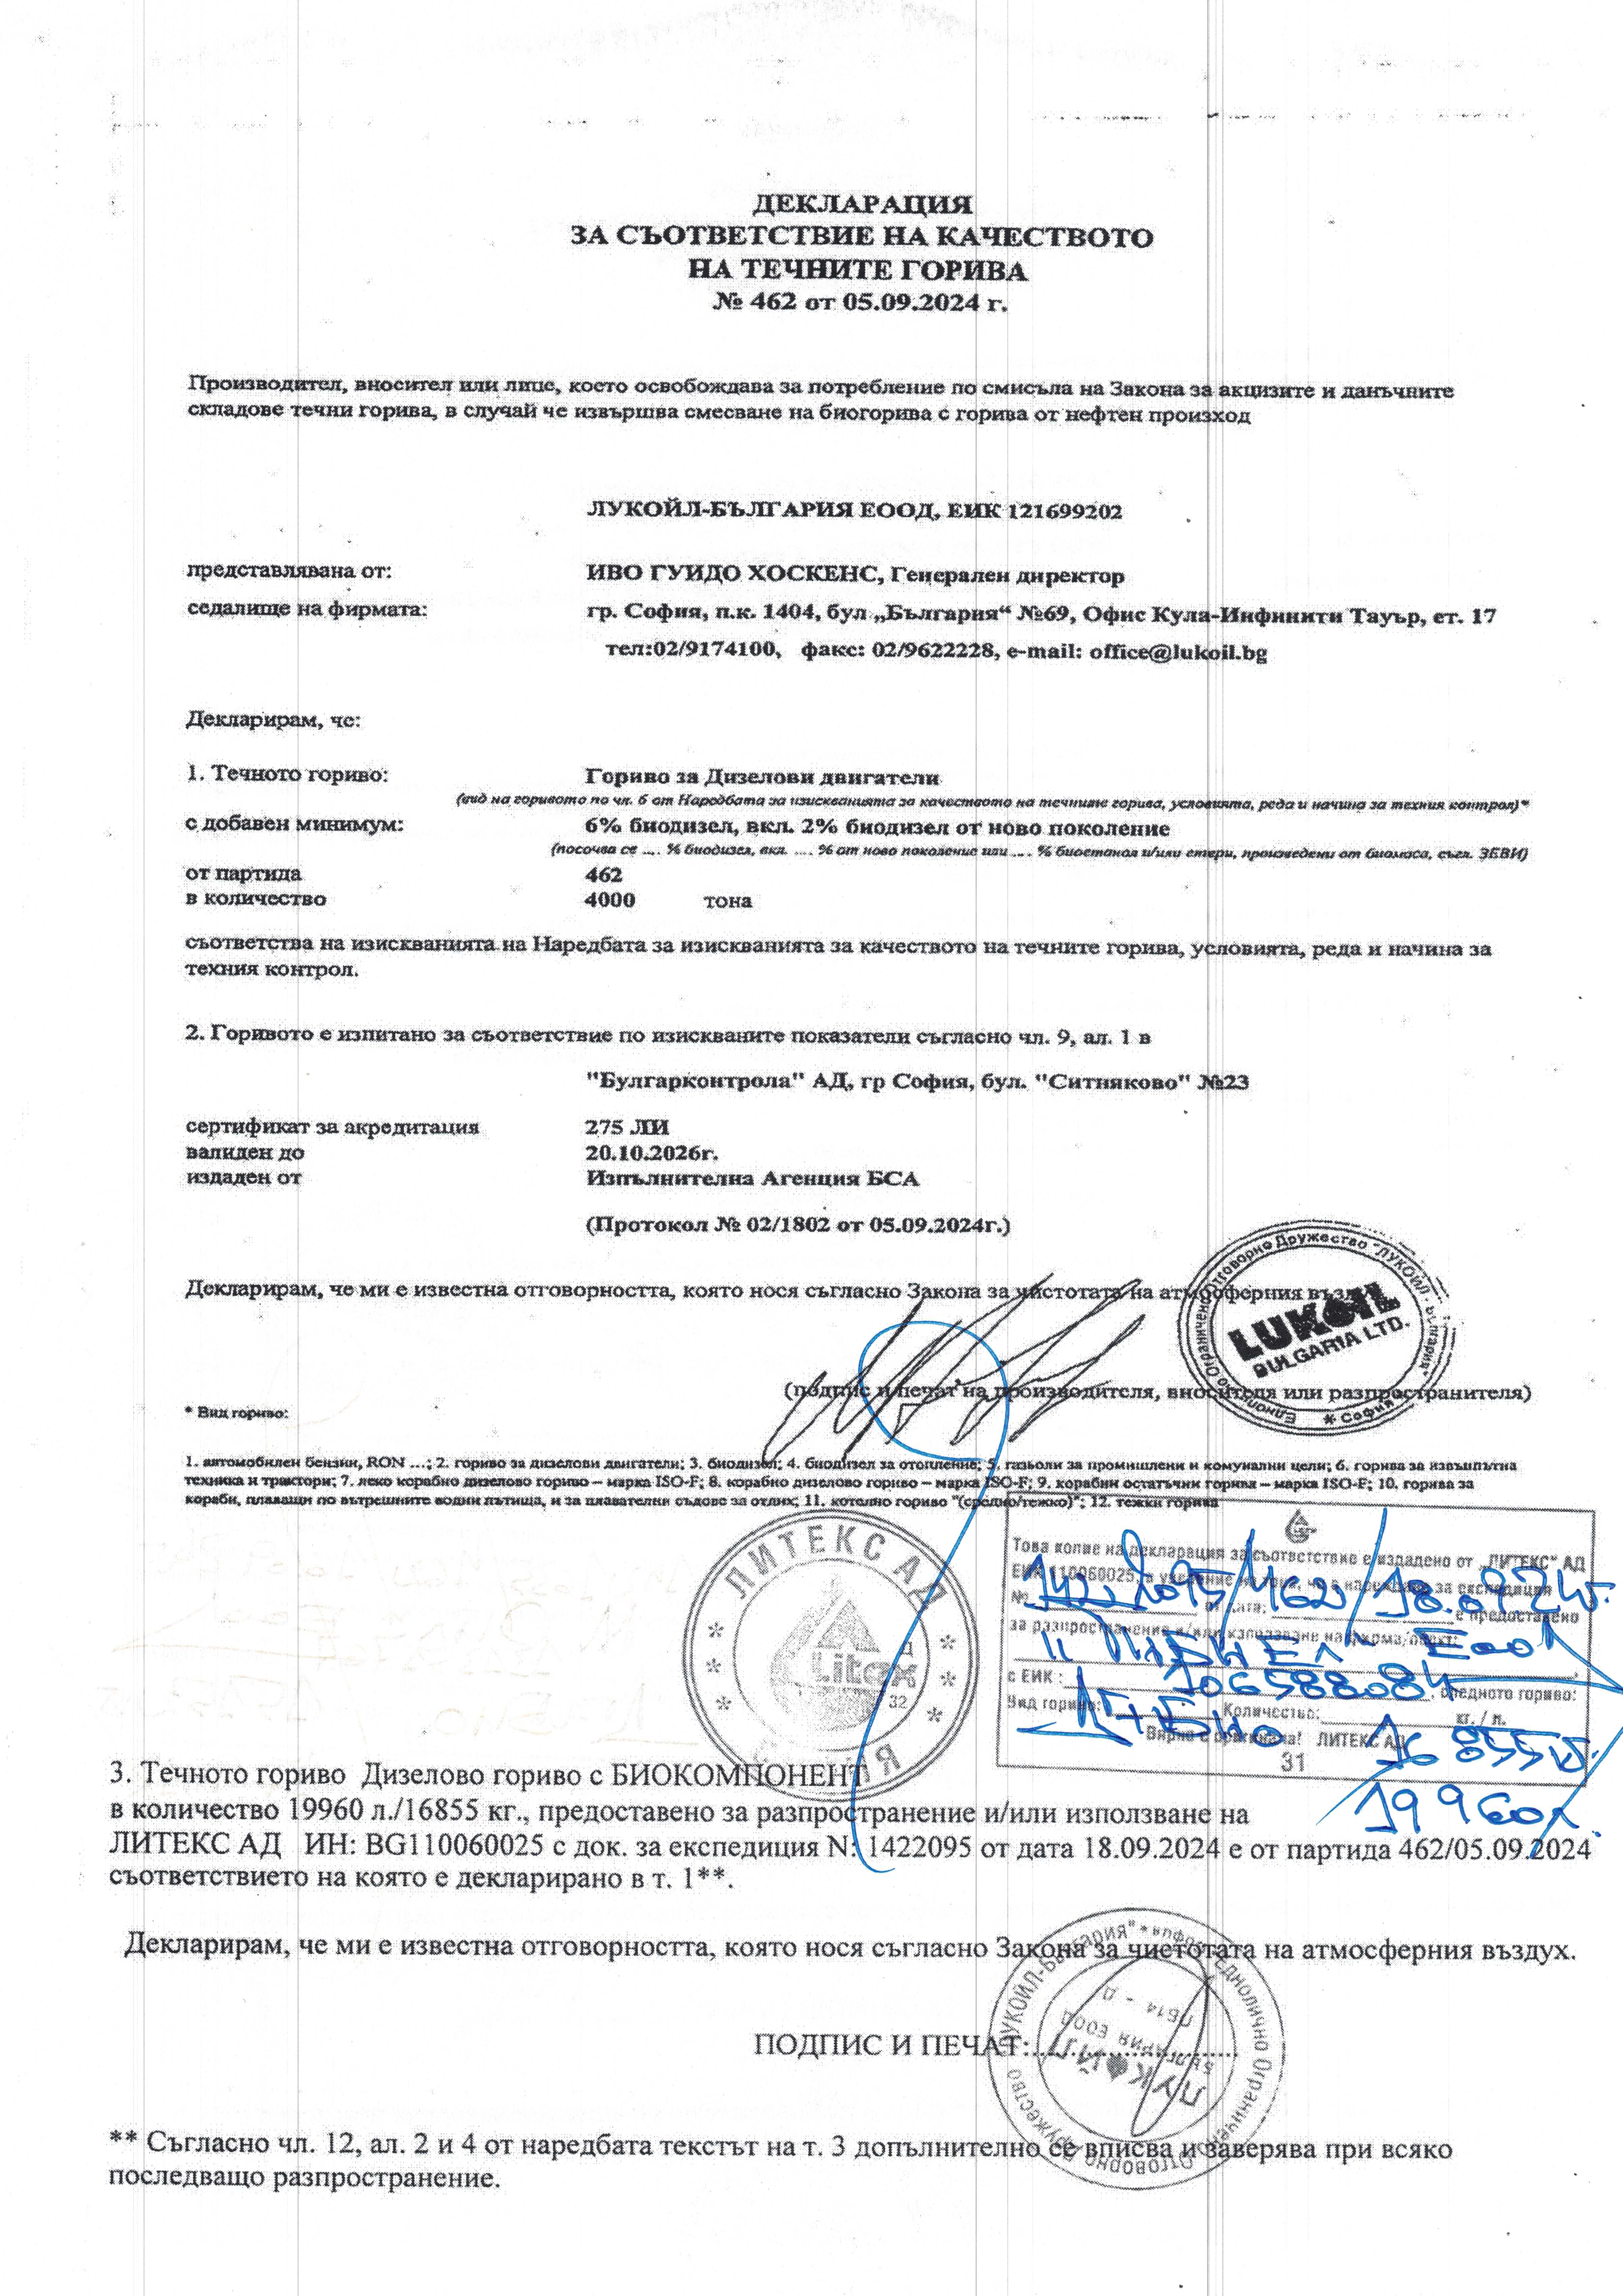 ДЕКЛАРАЦИЯ
ЗА СЪОТВЕТСТВИЕ НА КАЧЕСТВОТО
НА ТЕЧНИТЕ ГОРИВА
№ 462 от 05.09.2024 г.
Производител, вносител или лице, което освобождава за потребление по смисъла на Закона за акцизите и данъчните
складове течни горива, в случай че извършва смесване на биогорива с горива от нефтен произход
ЛУКОЙЛ-БЪЛГАРИЯ ЕООД, ЕИК 121699202
представлявана от: ИВО ГУИДО ХОСКЕНС, Генерален директор
седалище на фирмата: гр. София, п.к. 1404, бул „България“ №69, Офис Кула-Инфинити Тауър, ет. 17
тел:02/9174100, факс: 02/9622228, e-mail: office@lukoil.bg
Декларирам, че:
1. Течното гориво: Гориво за Дизелови двигатели
(вид на горивото по чл. 6 от Наредбата за изискванията за качеството на течните горива, условията, реда и начина за техния контрол)*
с добавен минимум: 6% биодизел, вкл. 2% биодизел от ново поколение
(посочва се .... % биодизел, вкл. .... % от ново поколение или .... % биоетанол и/или етери, произведени от биомаса, съгл. ЗЕВИ)
от партида 462
в количество 4000 тона
съответства на изискванията на Наредбата за изискванията за качеството на течните горива, условията, реда и начина за
техния контрол.
2. Горивото е изпитано за съответствие по изискваните показатели съгласно чл. 9, ал. 1 в
"Булгарконтрола" АД, гр София, бул. "Ситняково" №23
сертификат за акредитация 275 ЛИ
валиден до 20.10.2026г.
издаден от Изпълнителна Агенция БСА
(Протокол № 02/1802 от 05.09.2024г.)
Декларирам, че ми е известна отговорността, която нося съгласно Закона за чистотата на атмосферния
Еднолично Ограничено Отговорно Дружество "ЛУКОЙЛ - България" * София
LUKOIL
BULGARIA LTD.
(подпис и печат на производителя, вносителя или разпространителя)
* Вид гориво:
1. автомобилен бензин, RON ...; 2. гориво за дизелови двигатели; 3. биодизел; 4. биодизел за отопление; 5. газьоли за промишлени и комунални цели; 6. горива за извънпътна
техника и трактори; 7. леко корабно дизелово гориво – марка ISO-F; 8. корабно дизелово гориво – марка ISO-F; 9. корабни остатъчни горива – марка ISO-F; 10. горива за
кораби, плаващи по вътрешните водни пътища, и за плавателни съдове за отдих; 11. котелно гориво "(средно/тежко)"; 12. тежки горива
ЛИТЕКС АД
Litex
32
Това копие на декларация за съответствие е издадено от „ЛИТЕКС“ АД
ЕИК 110060025, в уверение на това, че за експедиция
№ 1422095/462/18.09.24г. от дата: е предоставено
за разпространение и/или използване на фирма/обект:
ЕООД
с ЕИК : 106588084, следното гориво:
Вид гориво: Количество: кг. / л.
Вярно с оригинала! ЛИТЕКС АД
31
16 855 кг.
19 960 л.
3. Течното гориво Дизелово гориво с БИОКОМПОНЕНТ
в количество 19960 л./16855 кг., предоставено за разпространение и/или използване на
ЛИТЕКС АД ИН: BG110060025 с док. за експедиция N: 1422095 от дата 18.09.2024 е от партида 462/05.09.2024
съответствието на която е декларирано в т. 1**.
Декларирам, че ми е известна отговорността, която нося съгласно Закона за чистотата на атмосферния въздух.
ПОДПИС И ПЕЧАТ:
Еднолично Ограничено Отговорно Дружество "ЛУКОЙЛ-България" * София
ЛУКОЙЛ
БЪЛГАРИЯ ЕООД
ПБ14 - Д
** Съгласно чл. 12, ал. 2 и 4 от наредбата текстът на т. 3 допълнително се вписва и заверява при всяко
последващо разпространение.